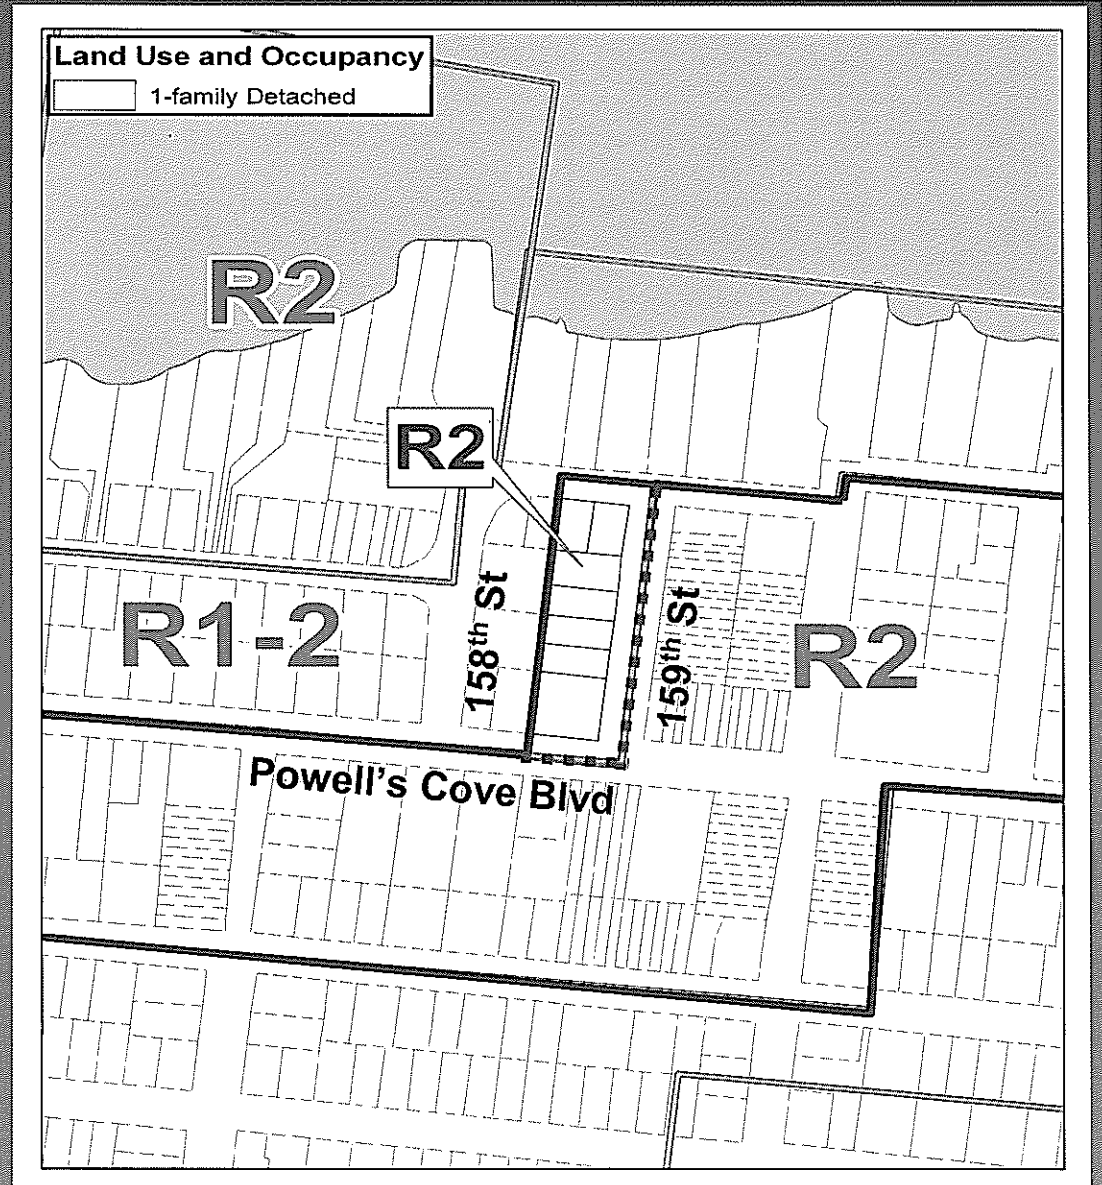 Land Use and Occupancy
1-family Detached
R2
R2
R1-2
158th St
159th St
R2
Powell's Cove Blvd